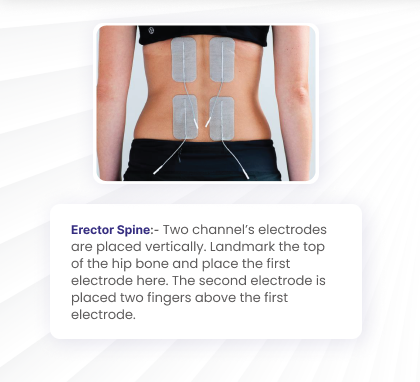 Erector Spine:- Two channel's electrodes
are placed vertically. Landmark the top
of the hip bone and place the first
electrode here. The second electrode is
placed two fingers above the first
electrode.